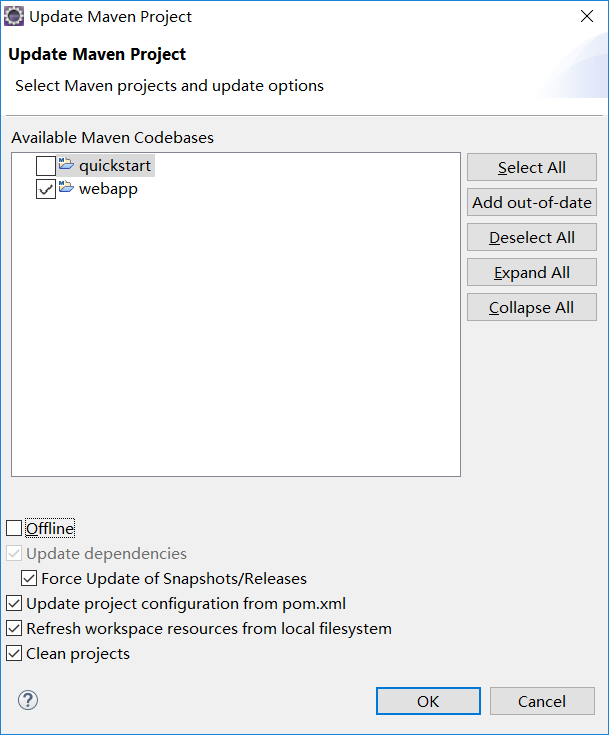 Update Maven Project
Update Maven Project
Select Maven projects and update options
Available Maven Codebases
quickstart
webapp
Select All
Add out-of-date
Deselect All
Expand All
Collapse All
Offline
Update dependencies
Force Update of Snapshots/Releases
Update project configuration from pom.xml
Refresh workspace resources from local filesystem
Clean projects
?
OK
Cancel